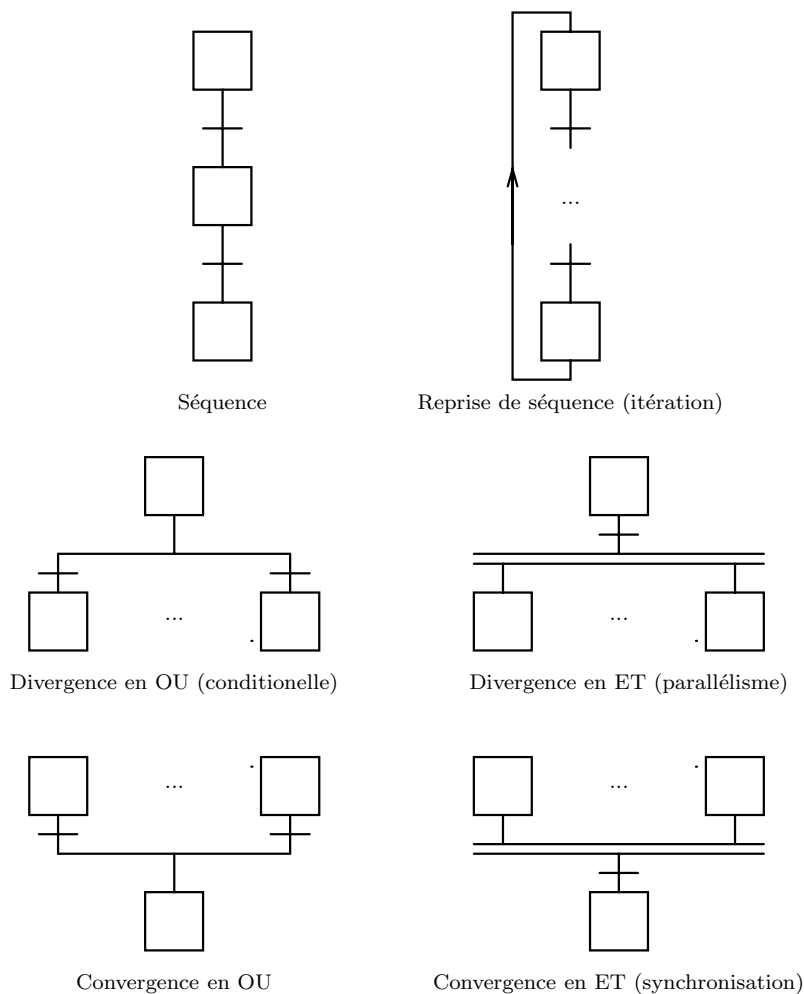 ...
Séquence
Reprise de séquence (itération)
...
...
Divergence en OU (conditionelle)
Divergence en ET (parallélisme)
...
...
Convergence en OU
Convergence en ET (synchronisation)